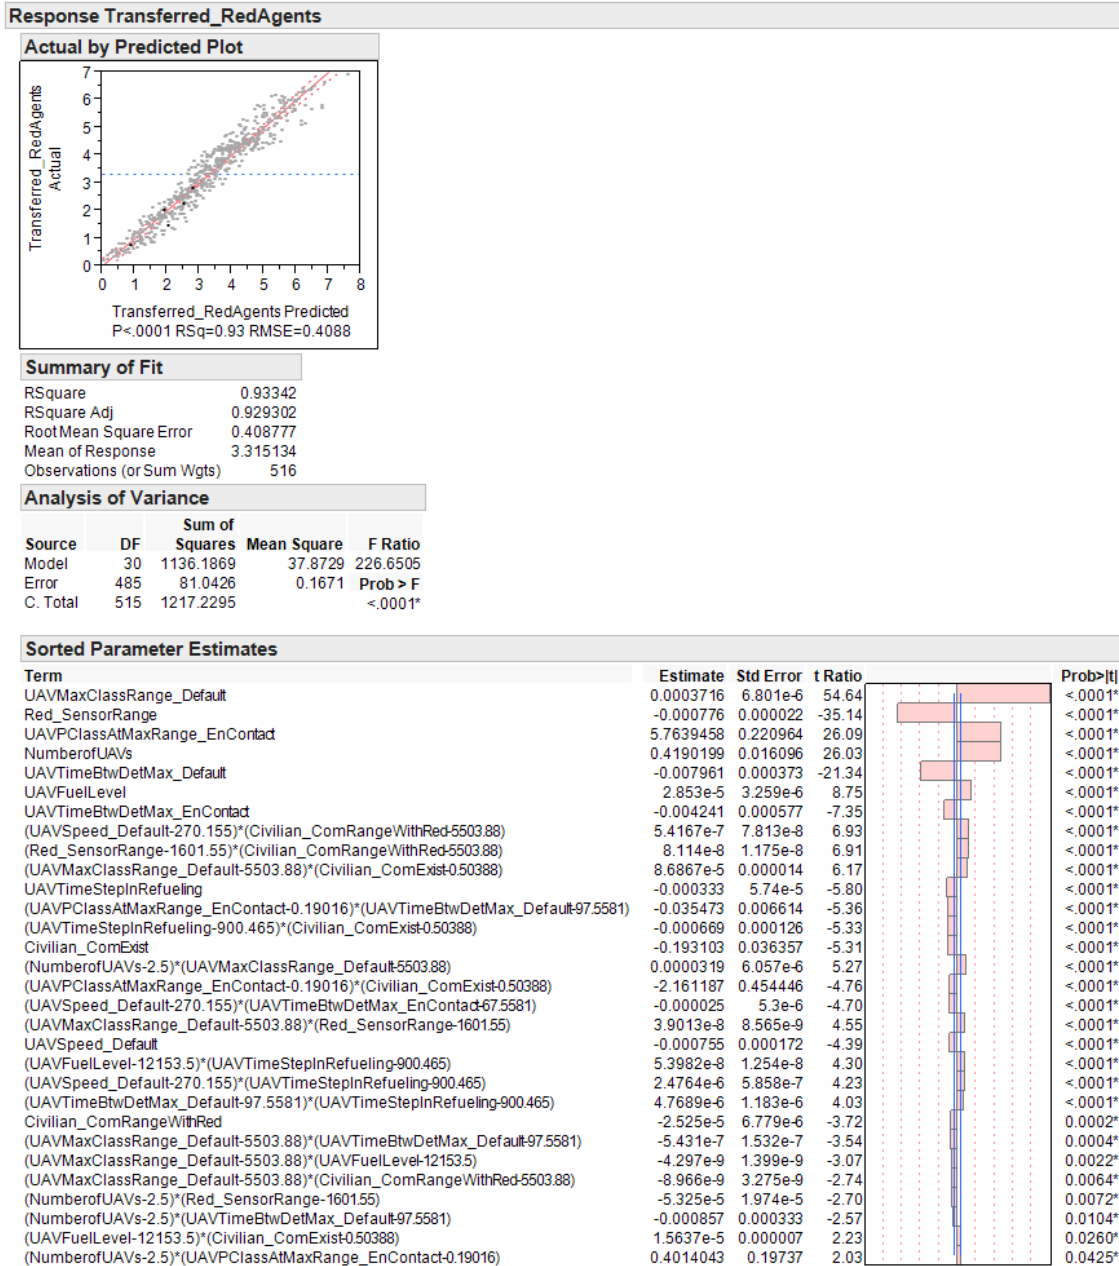 Response Transferred_RedAgents
Actual by Predicted Plot
Transferred_RedAgents
Actual
7
6
5
4
3
2
1
0
0 1 2 3 4 5 6 7 8
Transferred_RedAgents Predicted
P<.0001 RSq=0.93 RMSE=0.4088
Summary of Fit
RSquare 0.93342
RSquare Adj 0.929302
Root Mean Square Error 0.408777
Mean of Response 3.315134
Observations (or Sum Wgts) 516
Analysis of Variance
Sum of
Source DF Squares Mean Square F Ratio
Model 30 1136.1869 37.8729 226.6505
Error 485 81.0426 0.1671 Prob > F
C. Total 515 1217.2295 <.0001*
Sorted Parameter Estimates
Term Estimate Std Error t Ratio Prob>|t|
UAVMaxClassRange_Default 0.0003716 6.801e-6 54.64 <.0001*
Red_SensorRange -0.000776 0.000022 -35.14 <.0001*
UAVPClassAtMaxRange_EnContact 5.7639458 0.220964 26.09 <.0001*
NumberofUAVs 0.4190199 0.016096 26.03 <.0001*
UAVTimeBtwDetMax_Default -0.007961 0.000373 -21.34 <.0001*
UAVFuelLevel 2.853e-5 3.259e-6 8.75 <.0001*
UAVTimeBtwDetMax_EnContact -0.004241 0.000577 -7.35 <.0001*
(UAVSpeed_Default-270.155)*(Civilian_ComRangeWithRed-5503.88) 5.4167e-7 7.813e-8 6.93 <.0001*
(Red_SensorRange-1601.55)*(Civilian_ComRangeWithRed-5503.88) 8.114e-8 1.175e-8 6.91 <.0001*
(UAVMaxClassRange_Default-5503.88)*(Civilian_ComExist-0.50388) 8.6867e-5 0.000014 6.17 <.0001*
UAVTimeStepInRefueling -0.000333 5.74e-5 -5.80 <.0001*
(UAVPClassAtMaxRange_EnContact-0.19016)*(UAVTimeBtwDetMax_Default-97.5581) -0.035473 0.006614 -5.36 <.0001*
(UAVTimeStepInRefueling-900.465)*(Civilian_ComExist-0.50388) -0.000669 0.000126 -5.33 <.0001*
Civilian_ComExist -0.193103 0.036357 -5.31 <.0001*
(NumberofUAVs-2.5)*(UAVMaxClassRange_Default-5503.88) 0.0000319 6.057e-6 5.27 <.0001*
(UAVPClassAtMaxRange_EnContact-0.19016)*(Civilian_ComExist-0.50388) -2.161187 0.454446 -4.76 <.0001*
(UAVSpeed_Default-270.155)*(UAVTimeBtwDetMax_EnContact-67.5581) -0.000025 5.3e-6 -4.70 <.0001*
(UAVMaxClassRange_Default-5503.88)*(Red_SensorRange-1601.55) 3.9013e-8 8.565e-9 4.55 <.0001*
UAVSpeed_Default -0.000755 0.000172 -4.39 <.0001*
(UAVFuelLevel-12153.5)*(UAVTimeStepInRefueling-900.465) 5.3982e-8 1.254e-8 4.30 <.0001*
(UAVSpeed_Default-270.155)*(UAVTimeStepInRefueling-900.465) 2.4764e-6 5.858e-7 4.23 <.0001*
(UAVTimeBtwDetMax_Default-97.5581)*(UAVTimeStepInRefueling-900.465) 4.7689e-6 1.183e-6 4.03 <.0001*
Civilian_ComRangeWithRed -2.525e-5 6.779e-6 -3.72 0.0002*
(UAVMaxClassRange_Default-5503.88)*(UAVTimeBtwDetMax_Default-97.5581) -5.431e-7 1.532e-7 -3.54 0.0004*
(UAVMaxClassRange_Default-5503.88)*(UAVFuelLevel-12153.5) -4.297e-9 1.399e-9 -3.07 0.0022*
(UAVMaxClassRange_Default-5503.88)*(Civilian_ComRangeWithRed-5503.88) -8.966e-9 3.275e-9 -2.74 0.0064*
(NumberofUAVs-2.5)*(Red_SensorRange-1601.55) -5.325e-5 1.974e-5 -2.70 0.0072*
(NumberofUAVs-2.5)*(UAVTimeBtwDetMax_Default-97.5581) -0.000857 0.000333 -2.57 0.0104*
(UAVFuelLevel-12153.5)*(Civilian_ComExist-0.50388) 1.5637e-5 0.000007 2.23 0.0260*
(NumberofUAVs-2.5)*(UAVPClassAtMaxRange_EnContact-0.19016) 0.4014043 0.19737 2.03 0.0425*